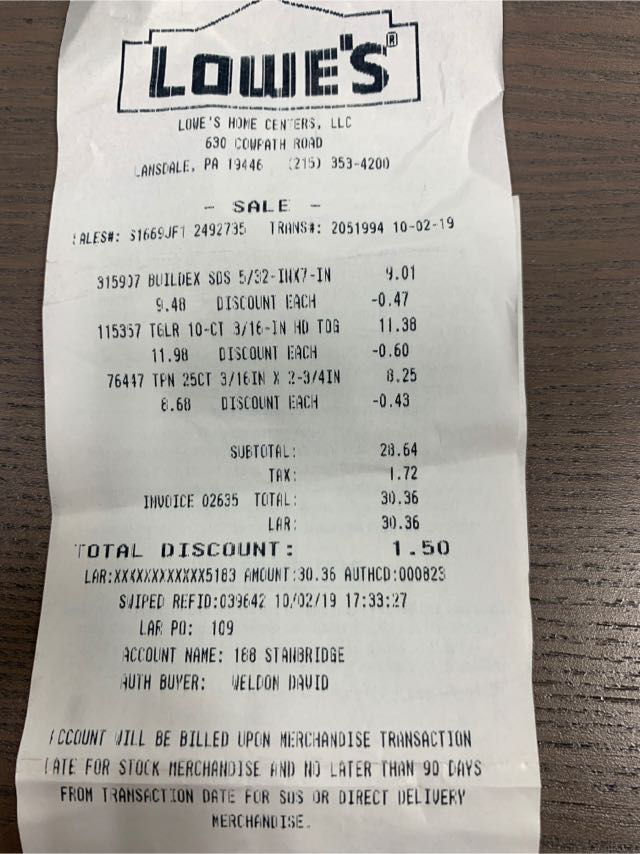 LOWE'S®
LOWE'S HOME CENTERS, LLC
630 COWPATH ROAD
LANSDALE, PA 19446 (215) 353-4200
- SALE -
SALES#: S1669JF1 2492735 TRANS#: 2051994 10-02-19
315907 BUILDEX SDS 5/32-INX7-IN 9.01
9.48 DISCOUNT EACH -0.47
115357 TGLR 10-CT 3/16-IN HD TOG 11.38
11.98 DISCOUNT EACH -0.60
76447 TPN 25CT 3/16IN X 2-3/4IN 8.25
8.68 DISCOUNT EACH -0.43
SUBTOTAL: 28.64
TAX: 1.72
INVOICE 02635 TOTAL: 30.36
LAR: 30.36
TOTAL DISCOUNT: 1.50
LAR:XXXXXXXXXXXX5183 AMOUNT:30.36 AUTHCD:000823
SWIPED REFID:039642 10/02/19 17:33:27
LAR PO: 109
ACCOUNT NAME: 188 STANBRIDGE
AUTH BUYER: WELDON DAVID
ACCOUNT WILL BE BILLED UPON MERCHANDISE TRANSACTION
DATE FOR STOCK MERCHANDISE AND NO LATER THAN 90 DAYS
FROM TRANSACTION DATE FOR SOS OR DIRECT DELIVERY
MERCHANDISE.